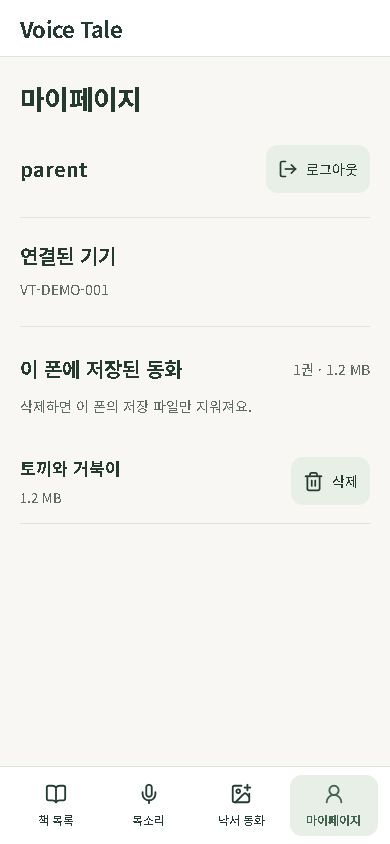 Voice Tale
마이페이지
parent
로그아웃
연결된 기기
VT-DEMO-001
이 폰에 저장된 동화
1권 · 1.2 MB
삭제하면 이 폰의 저장 파일만 지워져요.
토끼와 거북이
1.2 MB
삭제
책 목록
목소리
낙서 동화
마이페이지